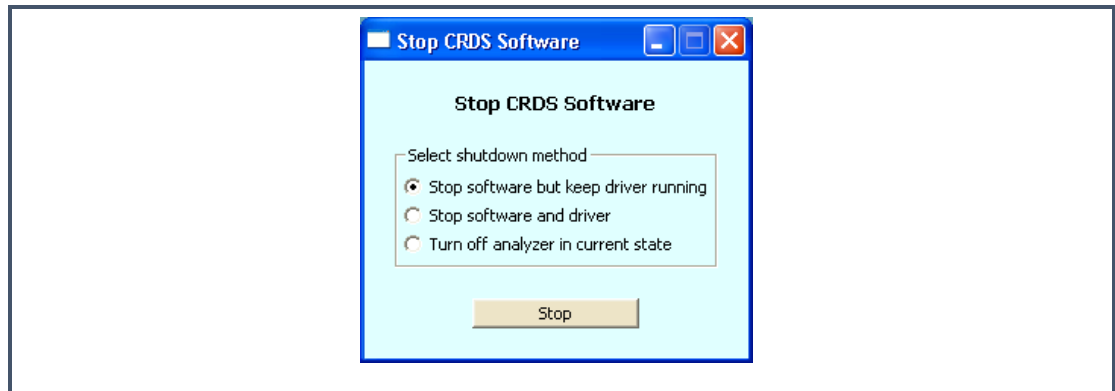 Stop CRDS Software
Stop CRDS Software
Select shutdown method
Stop software but keep driver running
Stop software and driver
Turn off analyzer in current state
Stop